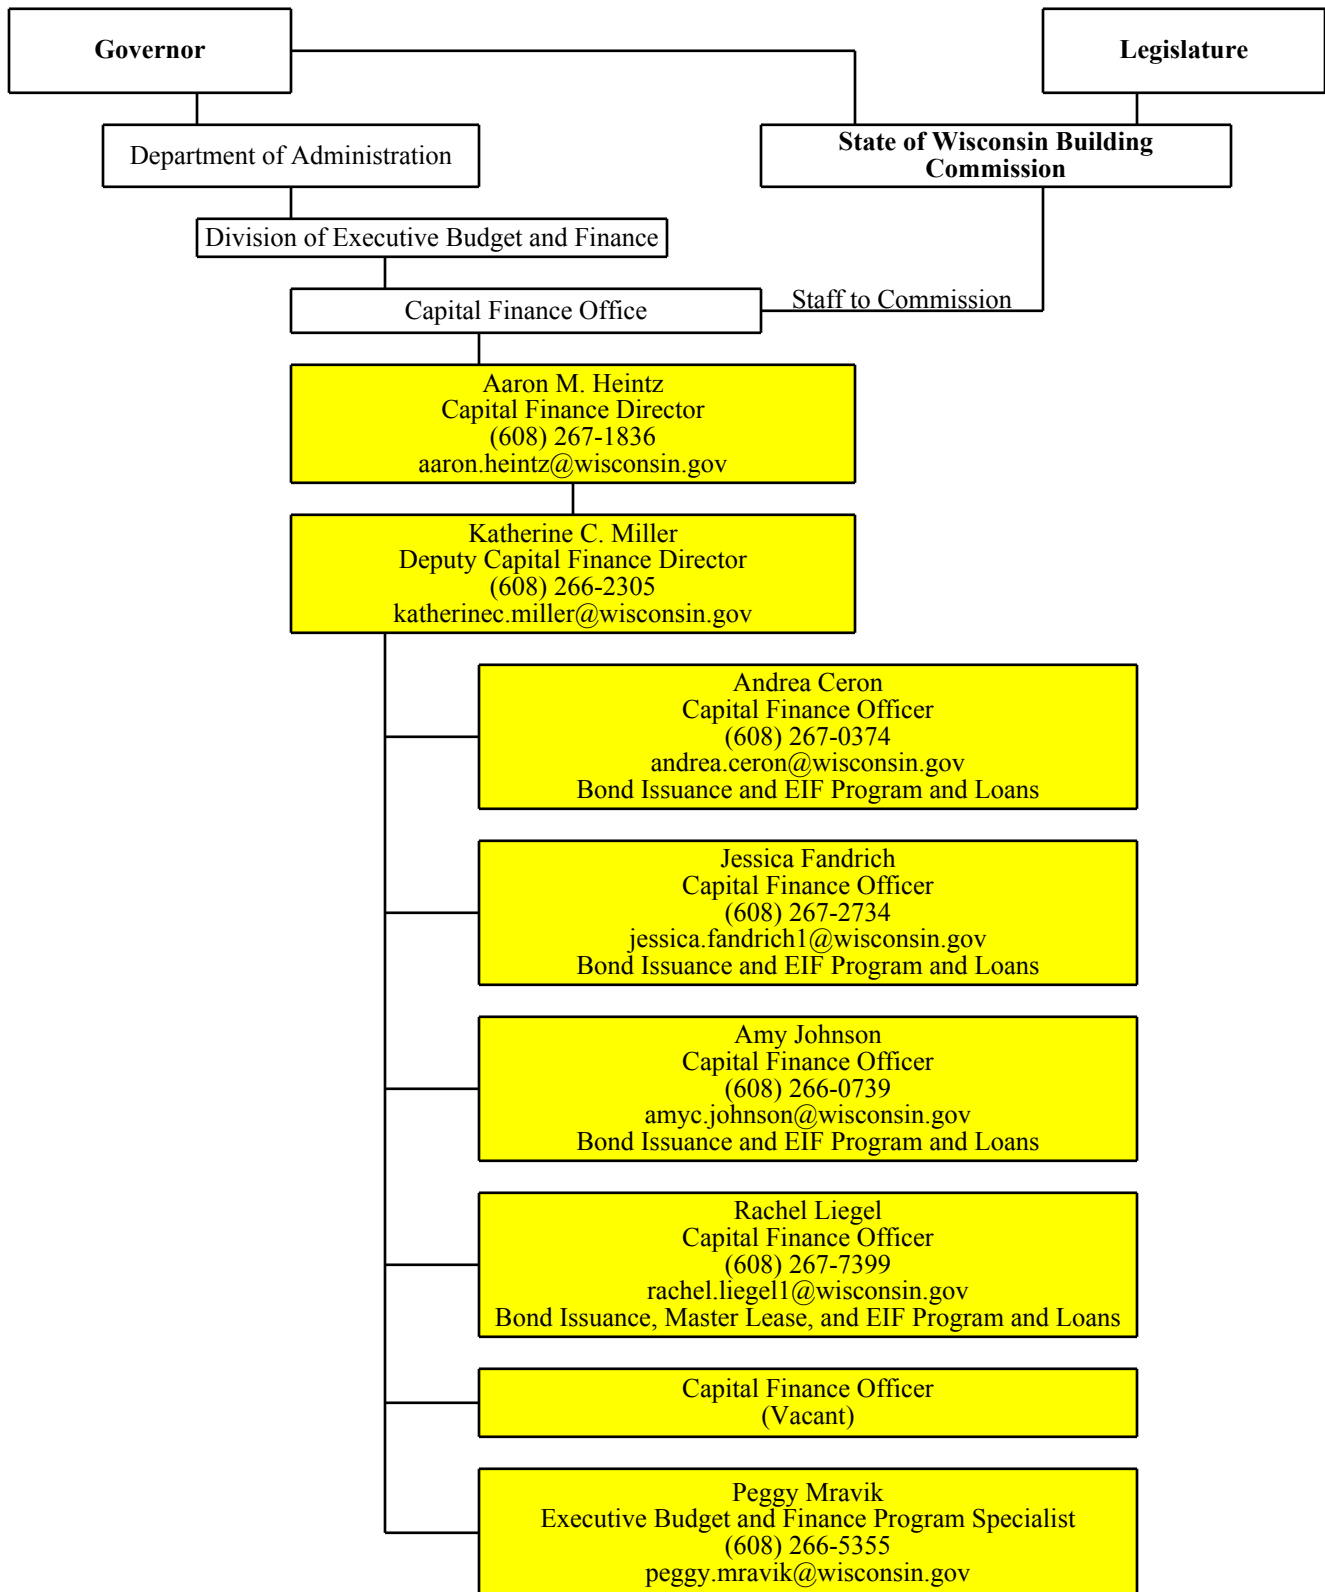 Governor
Legislature
Department of Administration
State of Wisconsin Building
Commission
Division of Executive Budget and Finance
Capital Finance Office
Staff to Commission
Aaron M. Heintz
Capital Finance Director
(608) 267-1836
aaron.heintz@wisconsin.gov
Katherine C. Miller
Deputy Capital Finance Director
(608) 266-2305
katherinec.miller@wisconsin.gov
Andrea Ceron
Capital Finance Officer
(608) 267-0374
andrea.ceron@wisconsin.gov
Bond Issuance and EIF Program and Loans
Jessica Fandrich
Capital Finance Officer
(608) 267-2734
jessica.fandrich1@wisconsin.gov
Bond Issuance and EIF Program and Loans
Amy Johnson
Capital Finance Officer
(608) 266-0739
amyc.johnson@wisconsin.gov
Bond Issuance and EIF Program and Loans
Rachel Liegel
Capital Finance Officer
(608) 267-7399
rachel.liegel1@wisconsin.gov
Bond Issuance, Master Lease, and EIF Program and Loans
Capital Finance Officer
(Vacant)
Peggy Mravik
Executive Budget and Finance Program Specialist
(608) 266-5355
peggy.mravik@wisconsin.gov